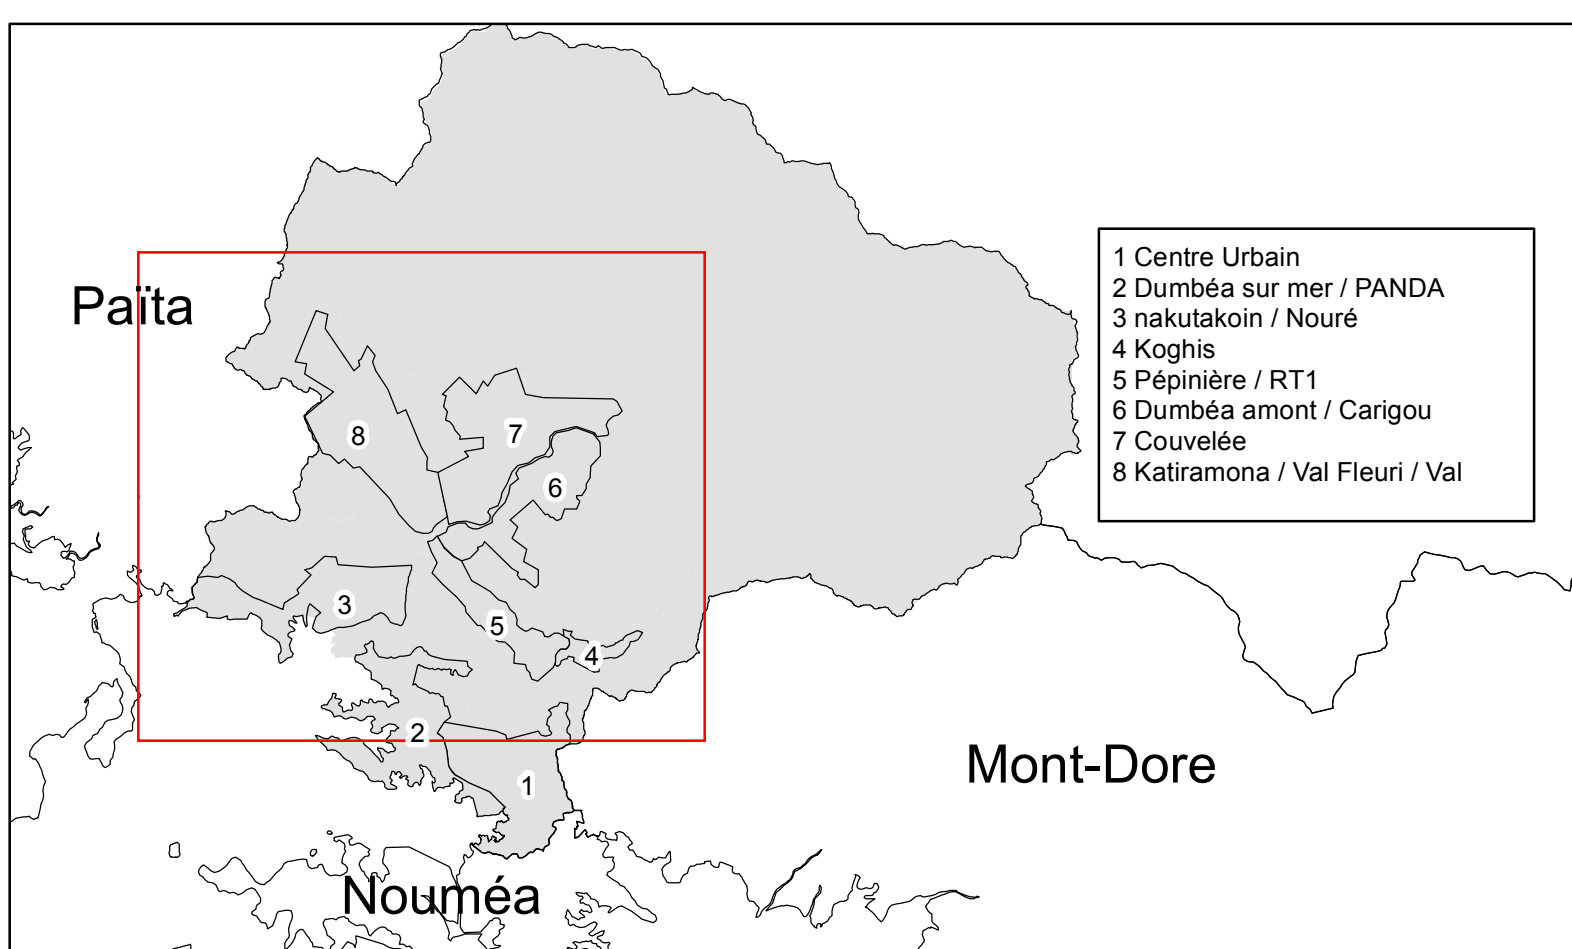 Païta
1 Centre Urbain
2 Dumbéa sur mer / PANDA
3 nakutakoin / Nouré
4 Koghis
5 Pépinière / RT1
6 Dumbéa amont / Carigou
7 Couvelée
8 Katiramona / Val Fleuri / Val
8
7
6
3
5
4
2
1
Mont-Dore
Nouméa